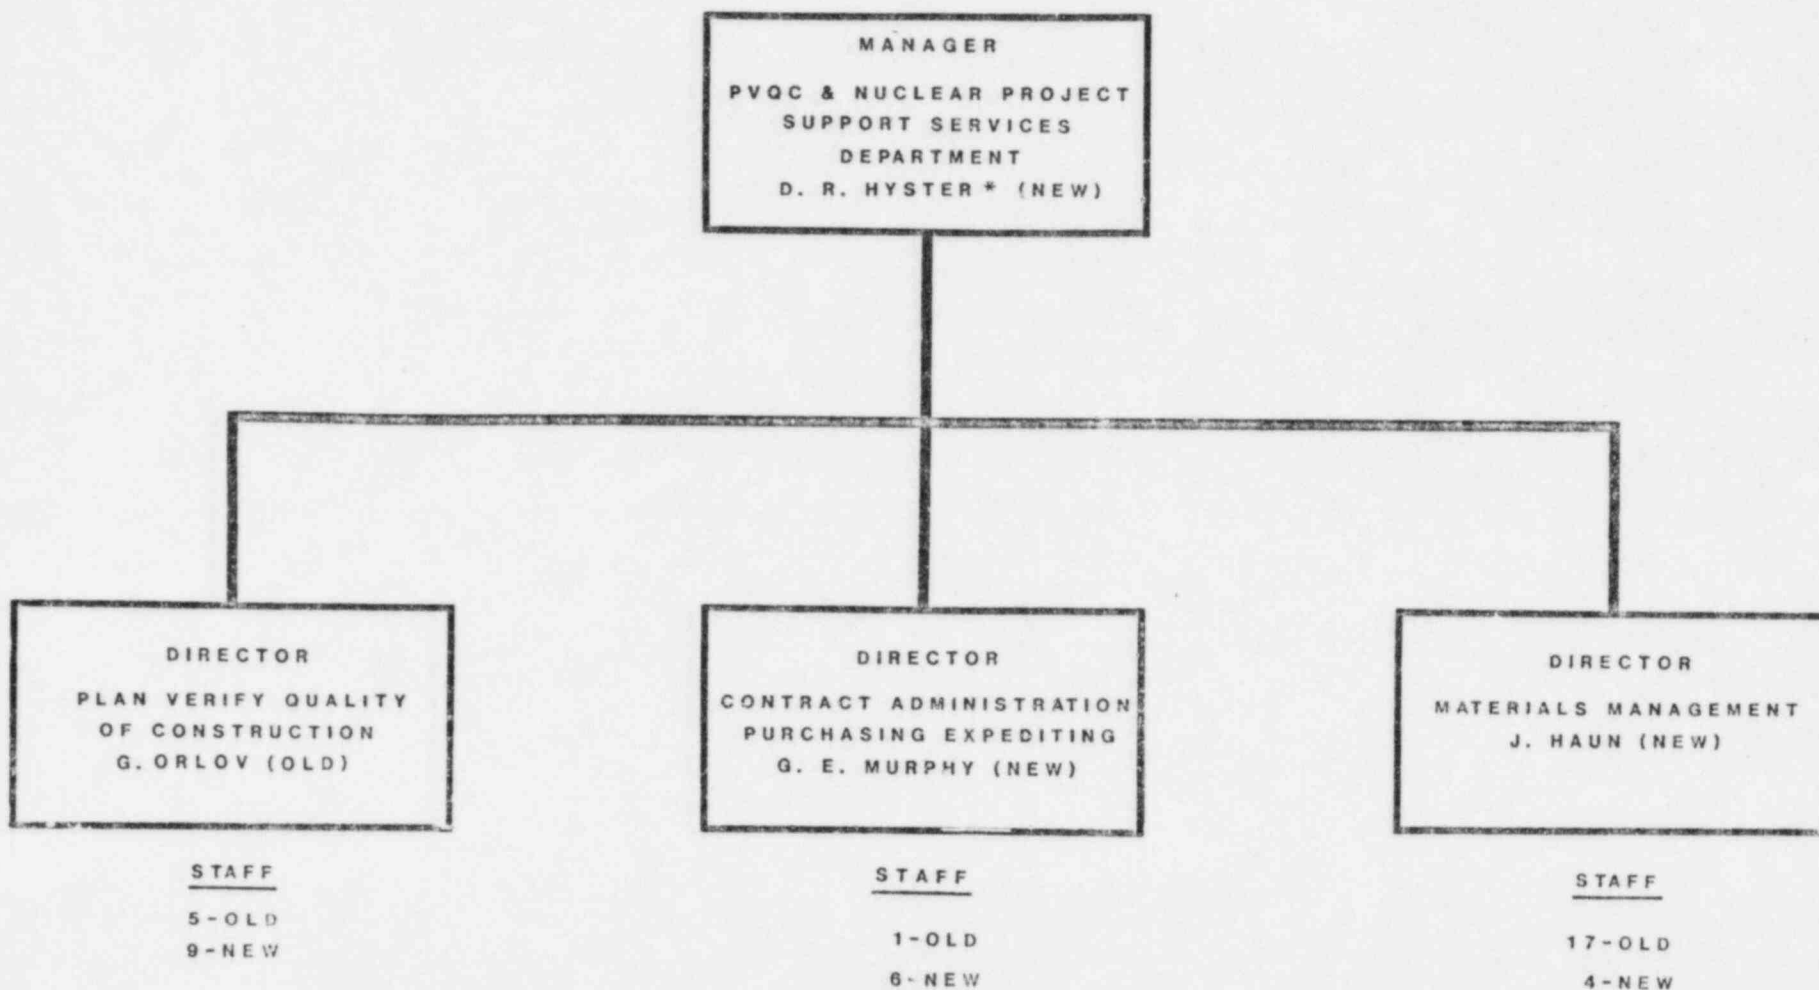 MANAGER
PVQC & NUCLEAR PROJECT
SUPPORT SERVICES
DEPARTMENT
D. R. HYSTER * (NEW)
DIRECTOR
PLAN VERIFY QUALITY
OF CONSTRUCTION
G. ORLOV (OLD)
STAFF
5-OLD
9-NEW
DIRECTOR
CONTRACT ADMINISTRATION
PURCHASING EXPEDITING
G. E. MURPHY (NEW)
STAFF
1-OLD
6-NEW
DIRECTOR
MATERIALS MANAGEMENT
J. HAUN (NEW)
STAFF
17-OLD
4-NEW